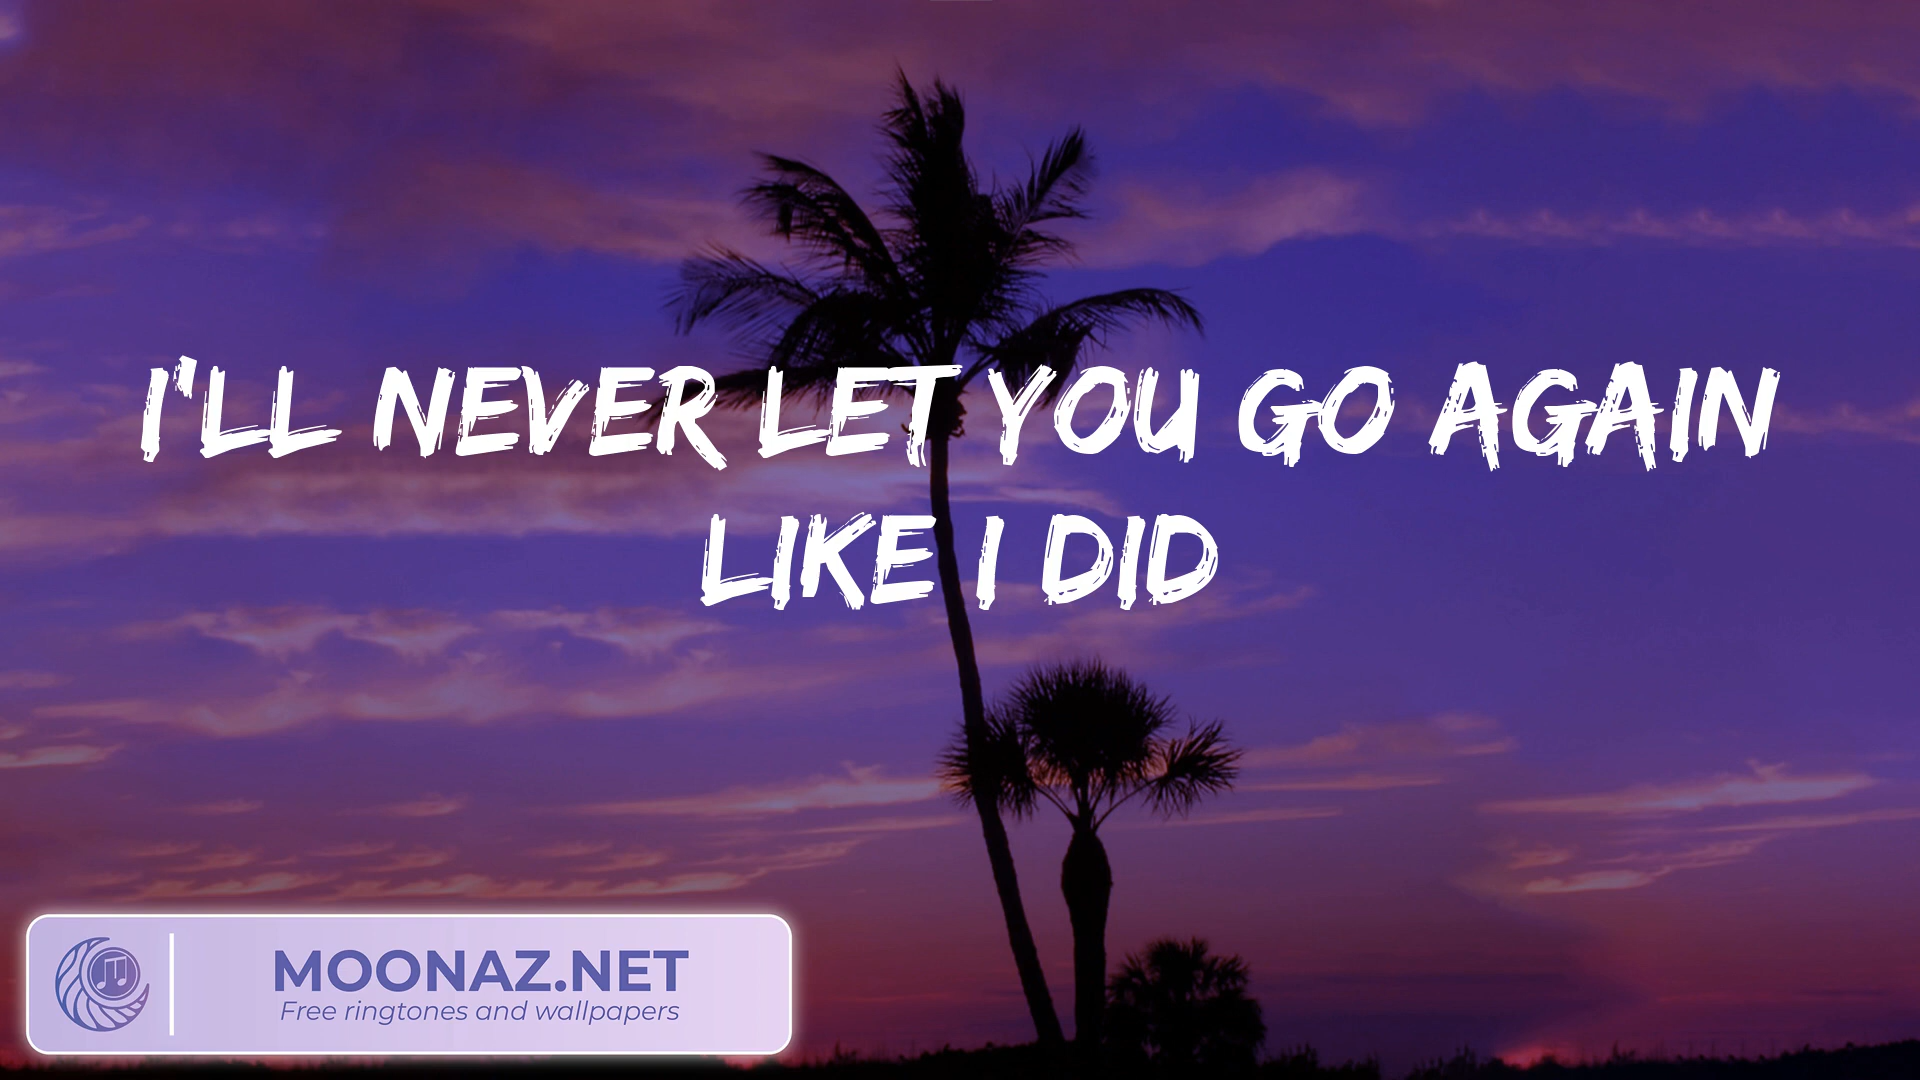 I'LL NEVER LET YOU GO AGAIN
LIKE I DID
MOONAZ.NET
Free ringtones and wallpapers